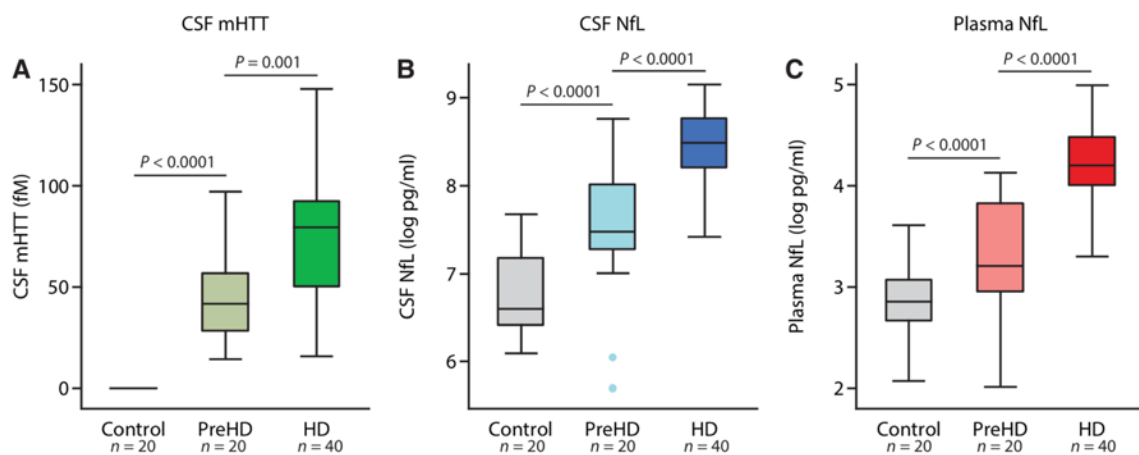 CSF mHTT
CSF NfL
Plasma NfL
A
P = 0.001
P < 0.0001
150
100
50
0
CSF mHTT (fM)
Control
n = 20
PreHD
n = 20
HD
n = 40
B
P < 0.0001
P < 0.0001
9
8
7
6
CSF NfL (log pg/ml)
Control
n = 20
PreHD
n = 20
HD
n = 40
C
P < 0.0001
P < 0.0001
5
4
3
2
Plasma NfL (log pg/ml)
Control
n = 20
PreHD
n = 20
HD
n = 40